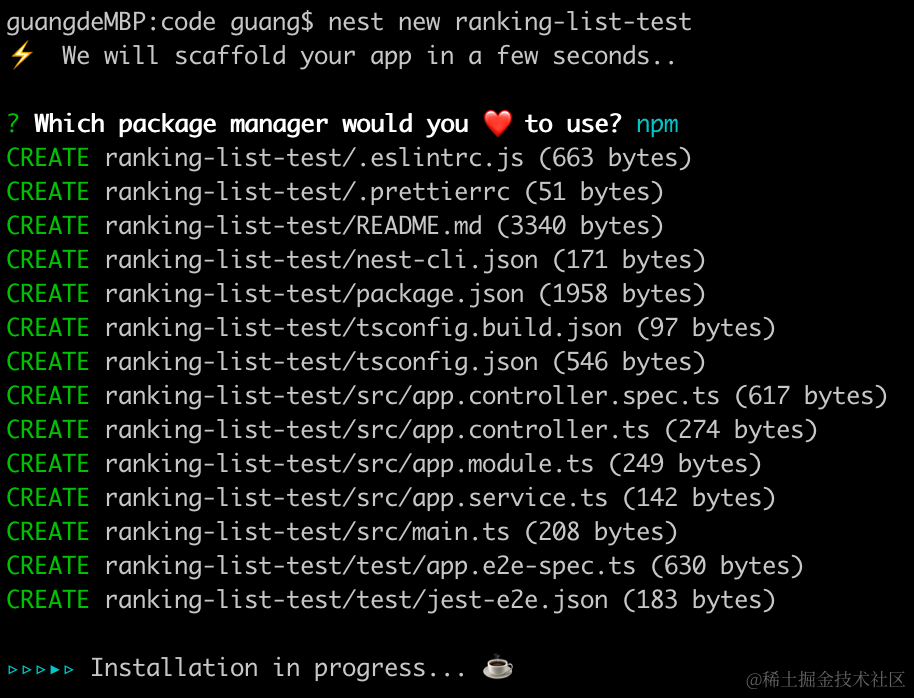 guangdeMBP:code guang$ nest new ranking-list-test
⚡ We will scaffold your app in a few seconds..
? Which package manager would you ❤️ to use? npm
CREATE ranking-list-test/.eslintrc.js (663 bytes)
CREATE ranking-list-test/.prettierrc (51 bytes)
CREATE ranking-list-test/README.md (3340 bytes)
CREATE ranking-list-test/nest-cli.json (171 bytes)
CREATE ranking-list-test/package.json (1958 bytes)
CREATE ranking-list-test/tsconfig.build.json (97 bytes)
CREATE ranking-list-test/tsconfig.json (546 bytes)
CREATE ranking-list-test/src/app.controller.spec.ts (617 bytes)
CREATE ranking-list-test/src/app.controller.ts (274 bytes)
CREATE ranking-list-test/src/app.module.ts (249 bytes)
CREATE ranking-list-test/src/app.service.ts (142 bytes)
CREATE ranking-list-test/src/main.ts (208 bytes)
CREATE ranking-list-test/test/app.e2e-spec.ts (630 bytes)
CREATE ranking-list-test/test/jest-e2e.json (183 bytes)
▹▹▹▸▹ Installation in progress... ☕
@稀土掘金技术社区